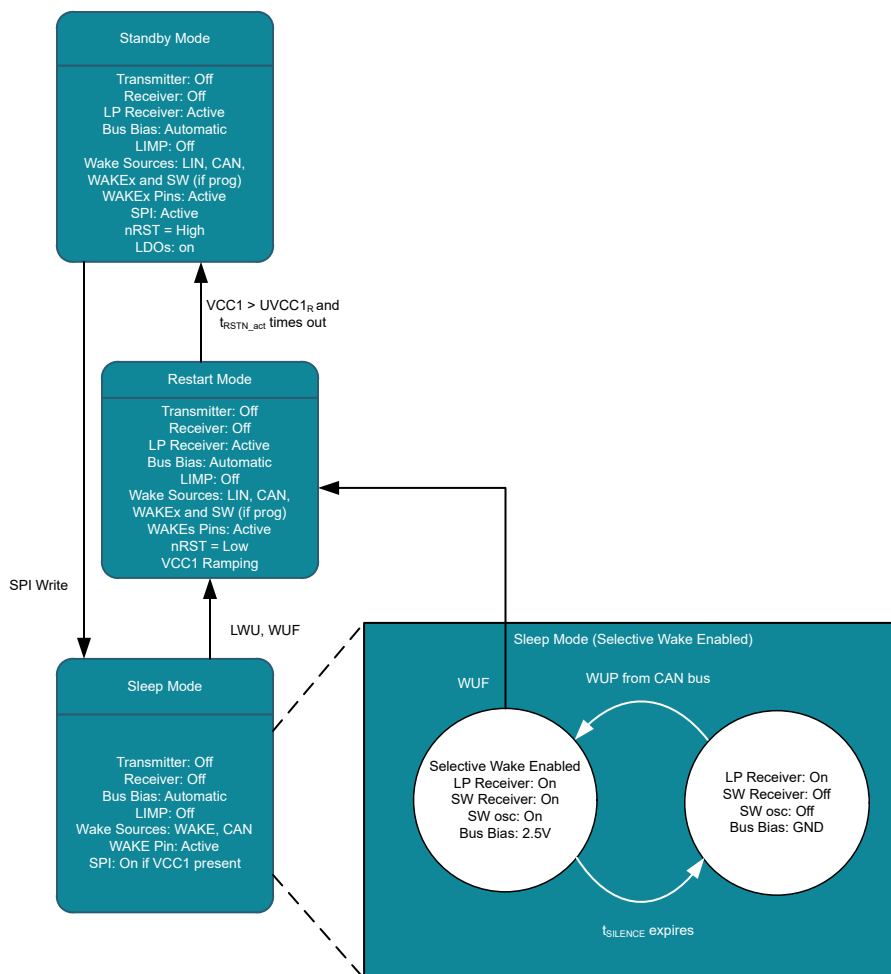 Standby Mode
Transmitter: Off
Receiver: Off
LP Receiver: Active
Bus Bias: Automatic
LIMP: Off
Wake Sources: LIN, CAN,
WAKEx and SW (if prog)
WAKEx Pins: Active
SPI: Active
nRST = High
LDOs: on
VCC1 > UVCC1R and
tRSTN_act times out
Restart Mode
Transmitter: Off
Receiver: Off
LP Receiver: Active
Bus Bias: Automatic
LIMP: Off
Wake Sources: LIN, CAN,
WAKEx and SW (if prog)
WAKEs Pins: Active
nRST = Low
VCC1 Ramping
SPI Write
LWU, WUF
Sleep Mode
Transmitter: Off
Receiver: Off
Bus Bias: Automatic
LIMP: Off
Wake Sources: WAKE, CAN
WAKE Pin: Active
SPI: On if VCC1 present
Sleep Mode (Selective Wake Enabled)
WUF
WUP from CAN bus
Selective Wake Enabled
LP Receiver: On
SW Receiver: On
SW osc: On
Bus Bias: 2.5V
LP Receiver: On
SW Receiver: Off
SW osc: Off
Bus Bias: GND
tSILENCE expires